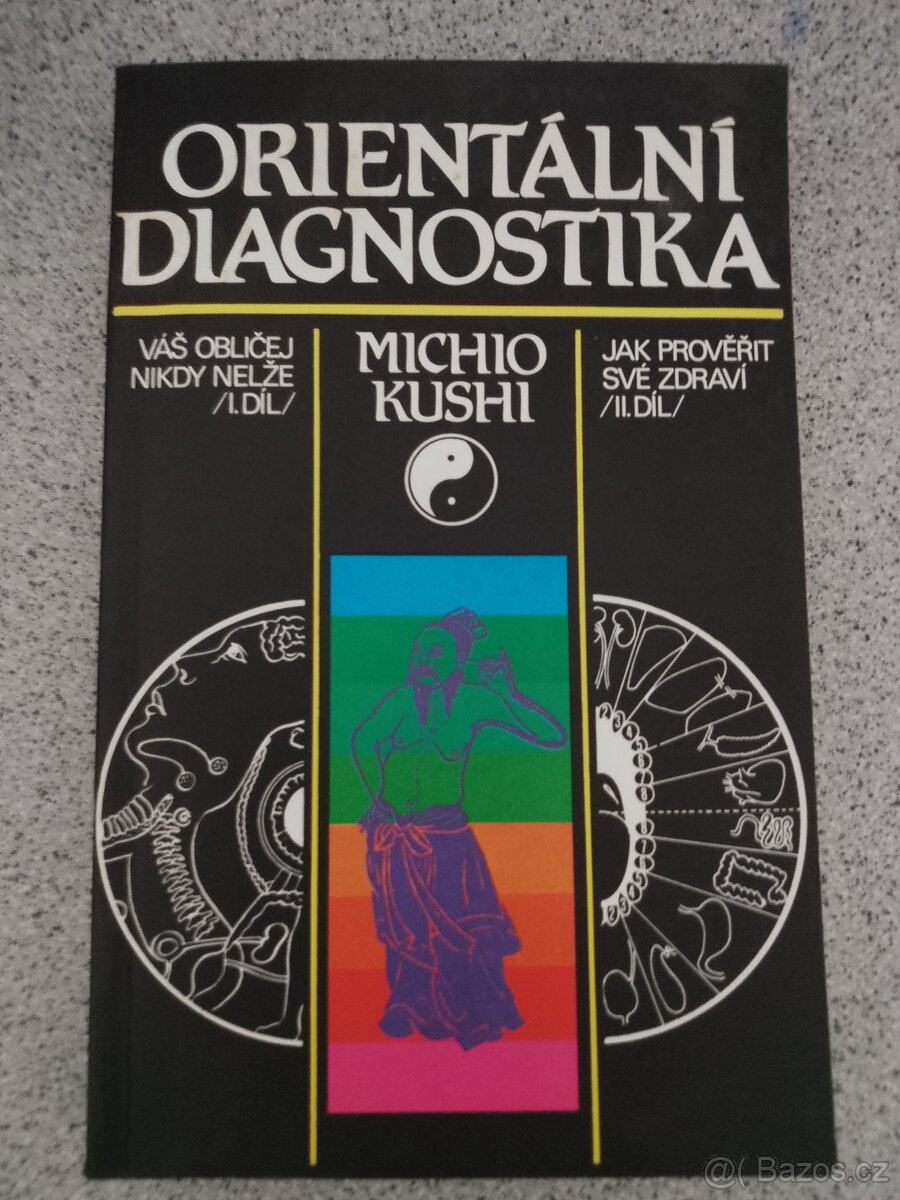 ORIENTÁLNÍ
DIAGNOSTIKA
VÁŠ OBLIČEJ
NIKDY NELŽE
/I.DÍL/
MICHIO
KUSHI
JAK PROVĚŘIT
SVÉ ZDRAVÍ
/II.DÍL/
@( Bazos.cz